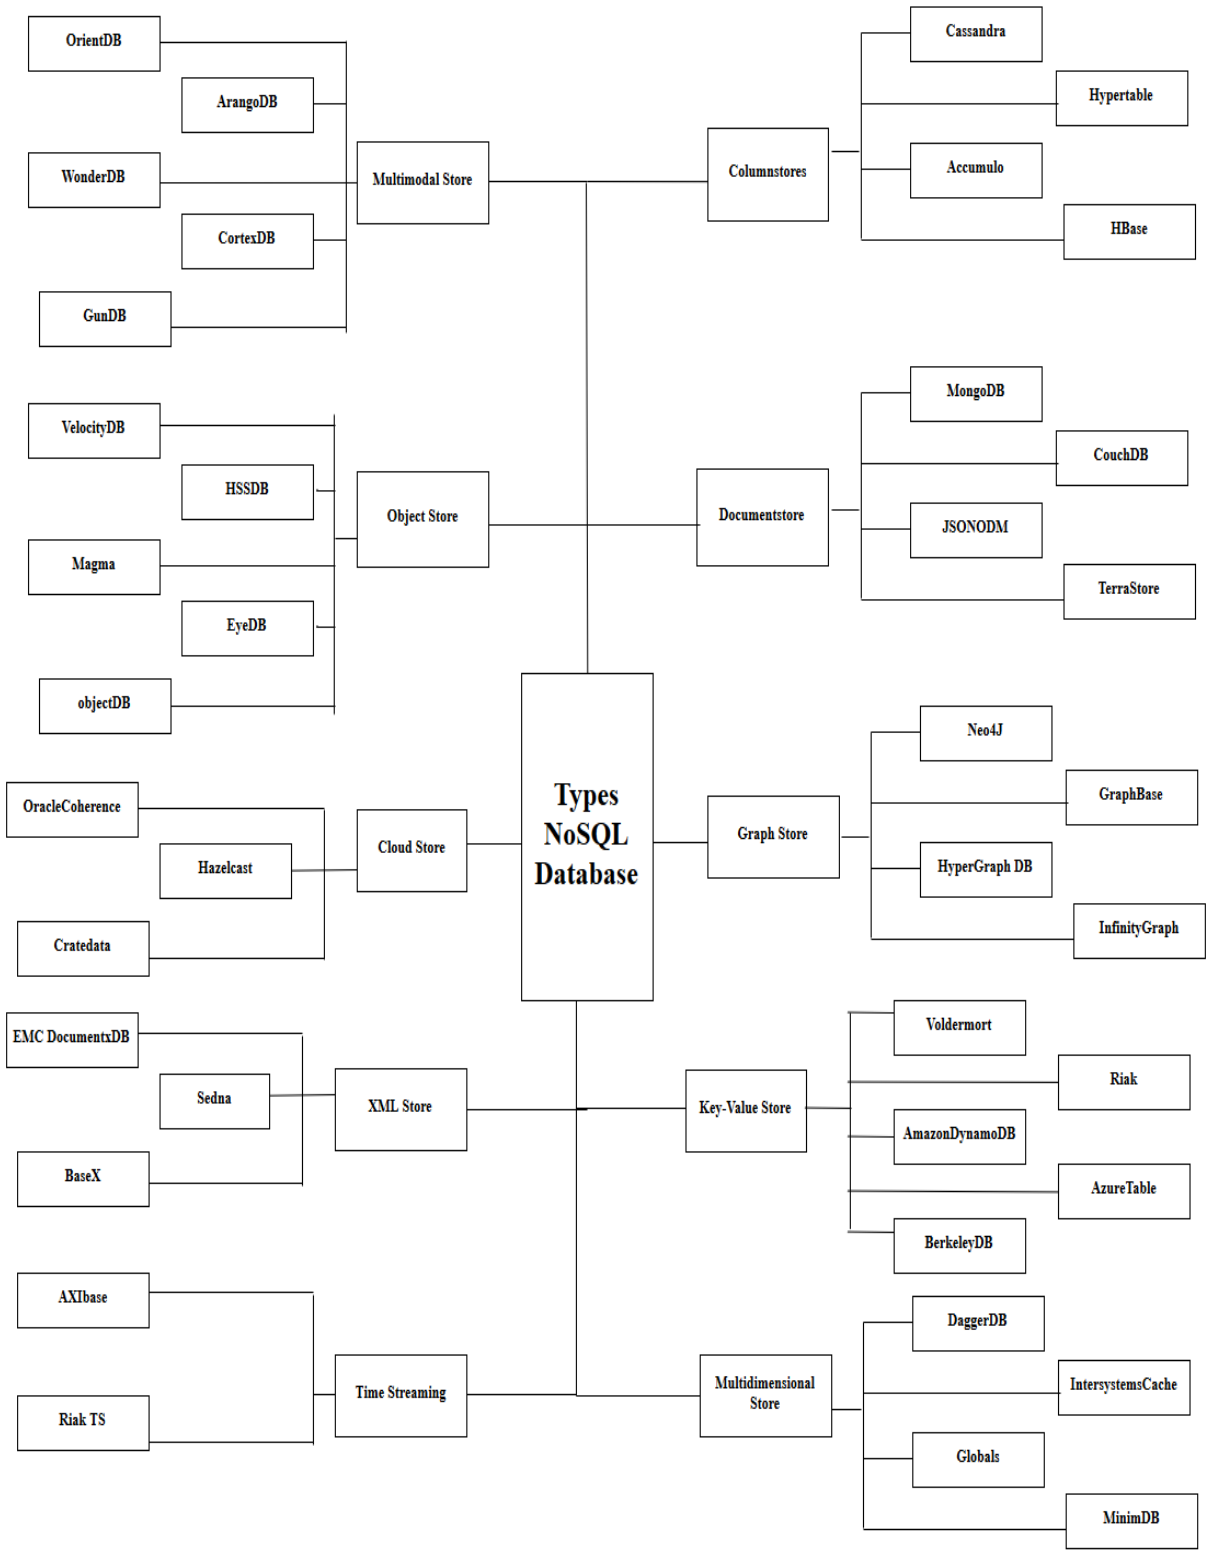 OrientDB
ArangoDB
WonderDB
CortexDB
GunDB
Multimodal Store
Columnstores
Cassandra
Hypertable
Accumulo
HBase
VelocityDB
HSSDB
Magma
EyeDB
objectDB
Object Store
Documentstore
MongoDB
CouchDB
JSONODM
TerraStore
Types
NoSQL
Database
OracleCoherence
Hazelcast
Cratedata
Cloud Store
Graph Store
Neo4J
GraphBase
HyperGraph DB
InfinityGraph
EMC DocumentxDB
Sedna
BaseX
XML Store
Key-Value Store
Voldermort
Riak
AmazonDynamoDB
AzureTable
BerkeleyDB
AXIbase
Riak TS
Time Streaming
Multidimensional
Store
DaggerDB
IntersystemsCache
Globals
MinimDB